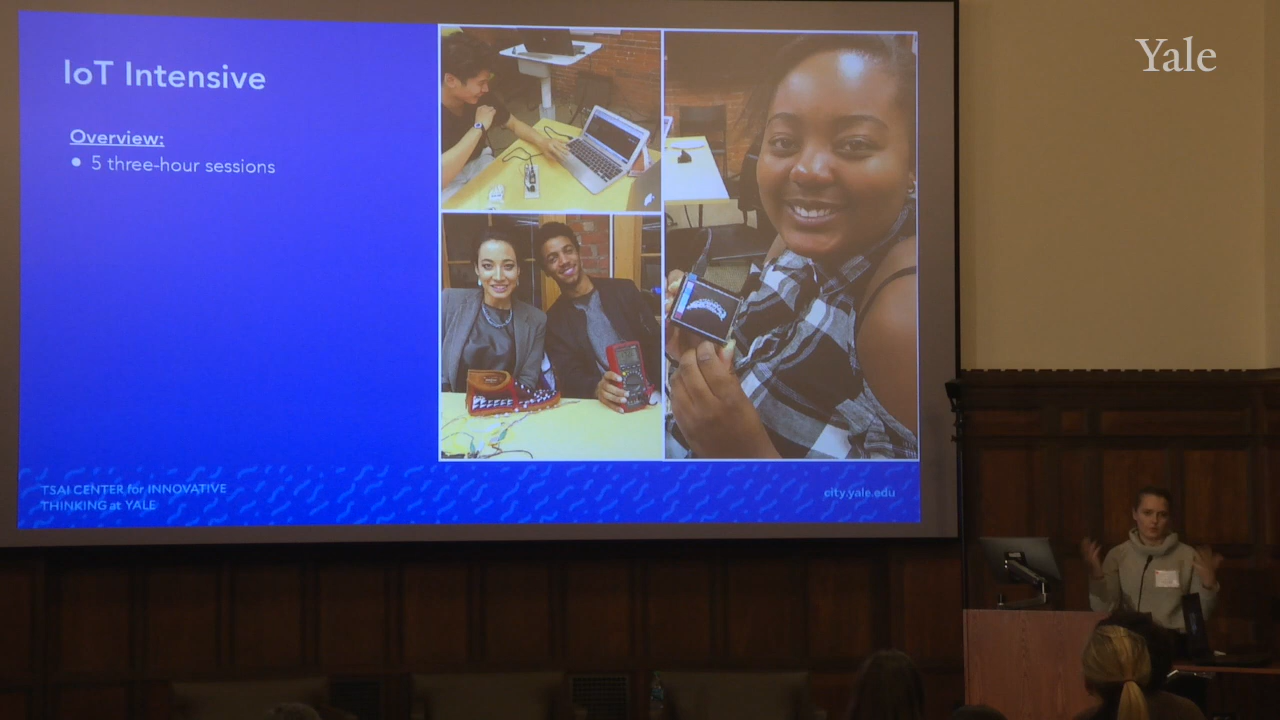 IoT Intensive
Overview:
• 5 three-hour sessions
TSAI CENTER for INNOVATIVE
THINKING at YALE
city.yale.edu
Yale